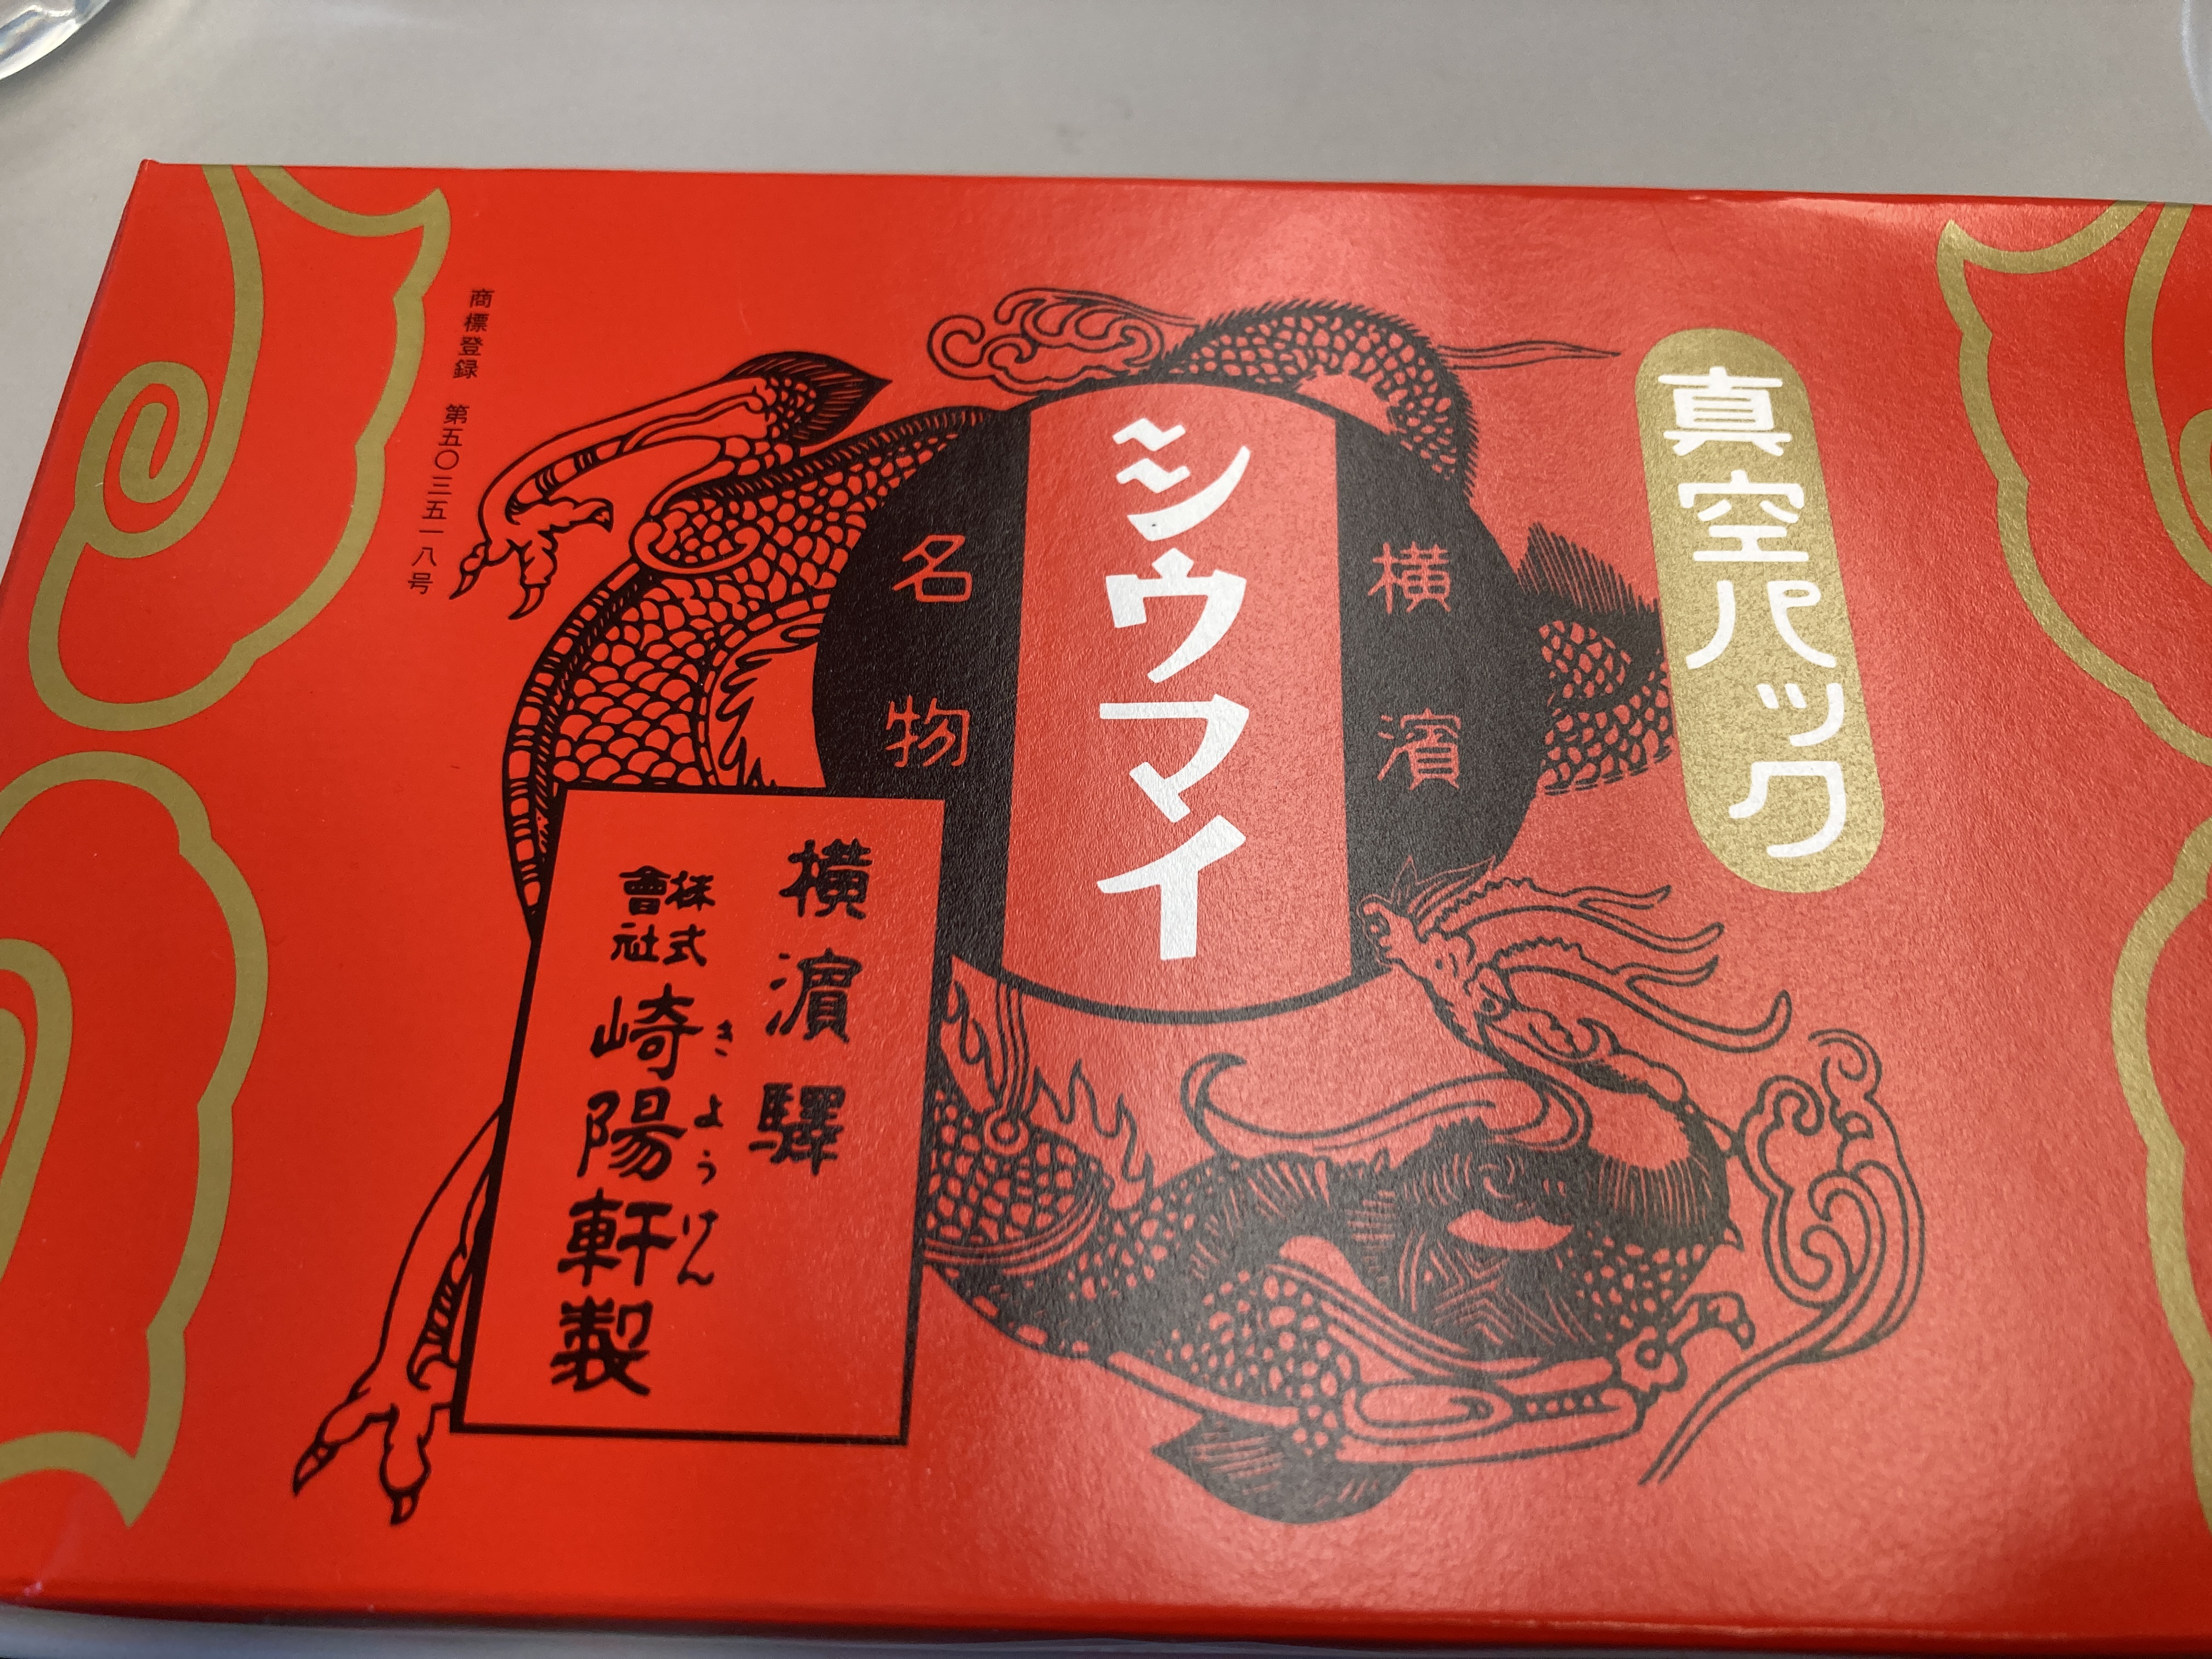 真空パック
横濱
シウマイ
名物
横濱驛
株式會社
崎陽軒製
きようけん
商標登録 第五〇三五一八号